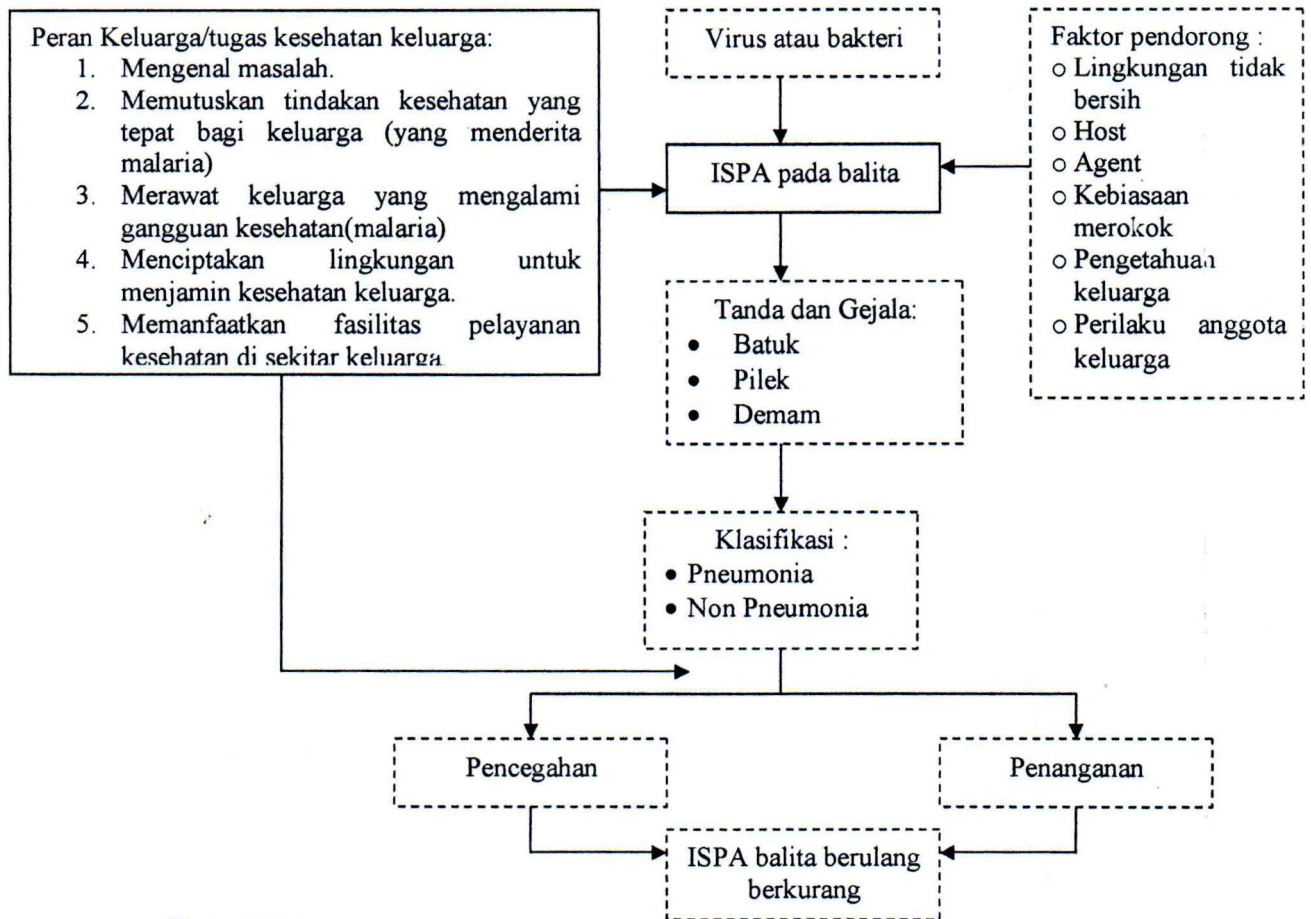 Peran Keluarga/tugas kesehatan keluarga:
1. Mengenal masalah.
2. Memutuskan tindakan kesehatan yang
tepat bagi keluarga (yang menderita
malaria)
3. Merawat keluarga yang mengalami
gangguan kesehatan(malaria)
4. Menciptakan lingkungan untuk
menjamin kesehatan keluarga.
5. Memanfaatkan fasilitas pelayanan
kesehatan di sekitar keluarga.
Virus atau bakteri
ISPA pada balita
Faktor pendorong :
○ Lingkungan tidak
bersih
○ Host
○ Agent
○ Kebiasaan
merokok
○ Pengetahuan
keluarga
○ Perilaku anggota
keluarga
Tanda dan Gejala:
• Batuk
• Pilek
• Demam
Klasifikasi :
• Pneumonia
• Non Pneumonia
Pencegahan
Penanganan
ISPA balita berulang
berkurang